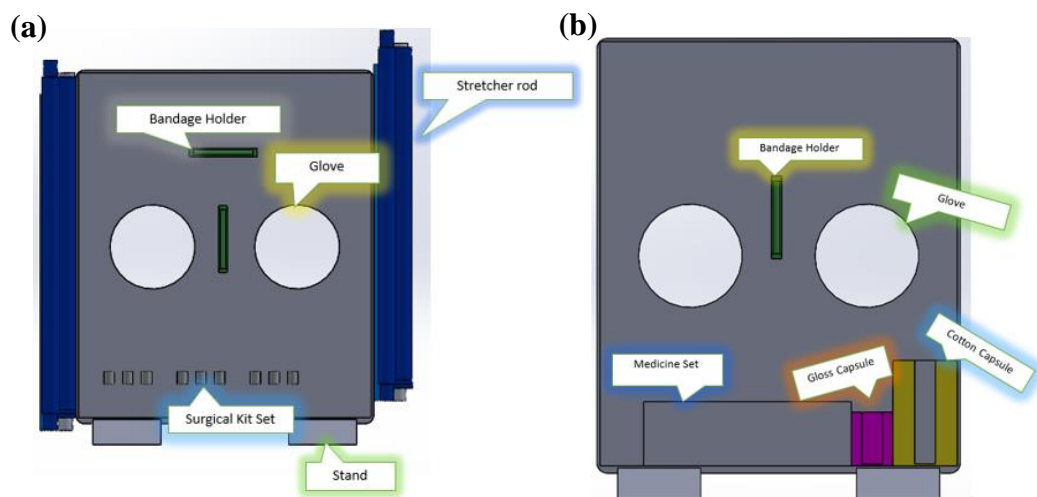 (a)
Stretcher rod
Bandage Holder
Glove
Surgical Kit Set
Stand
(b)
Bandage Holder
Glove
Cotton Capsule
Medicine Set
Gloss Capsule